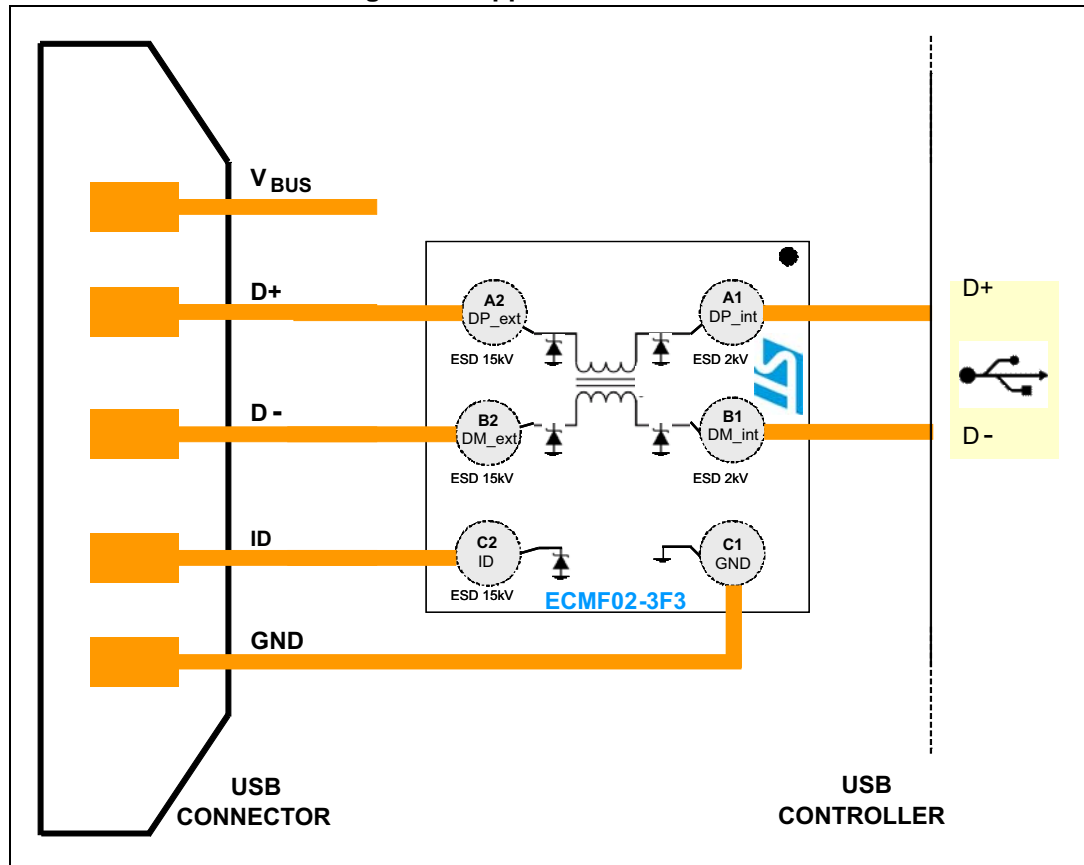 V BUS
D+
A2
DP_ext
ESD 15kV
A1
DP_int
ESD 2kV
D+
D -
B2
DM_ext
ESD 15kV
B1
DM_int
ESD 2kV
D -
ID
C2
ID
ESD 15kV
C1
GND
ECMF02-3F3
GND
USB
CONNECTOR
USB
CONTROLLER